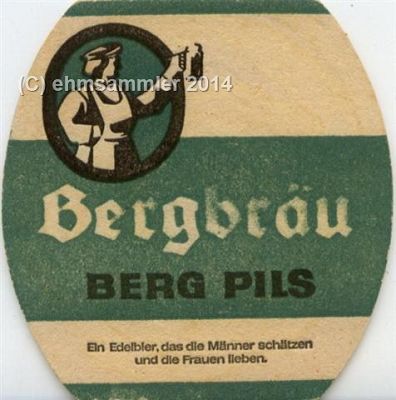 (C) ehmsammler 2014
Bergbräu
BERG PILS
Ein Edelbier, das die Männer schätzen
und die Frauen lieben.